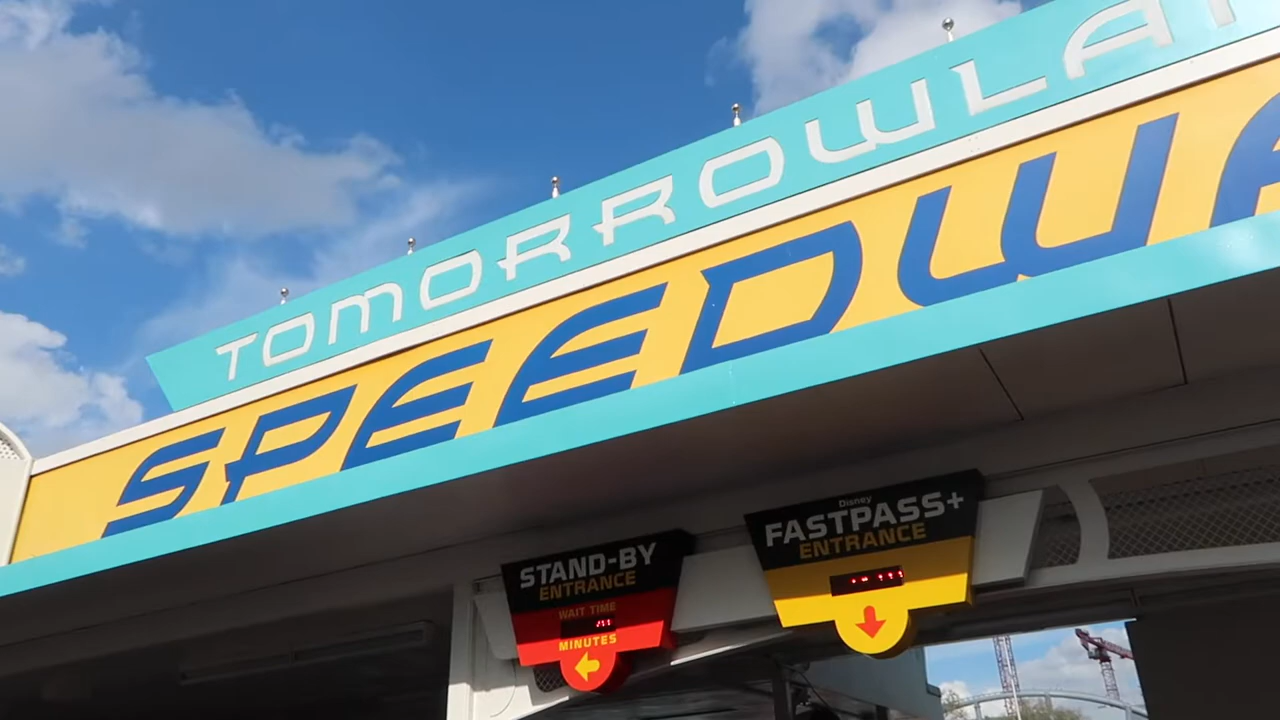 TOMORROWLA
SPEEDWA
STAND-BY
ENTRANCE
WAIT TIME
MINUTES
Disney
FASTPASS+
ENTRANCE